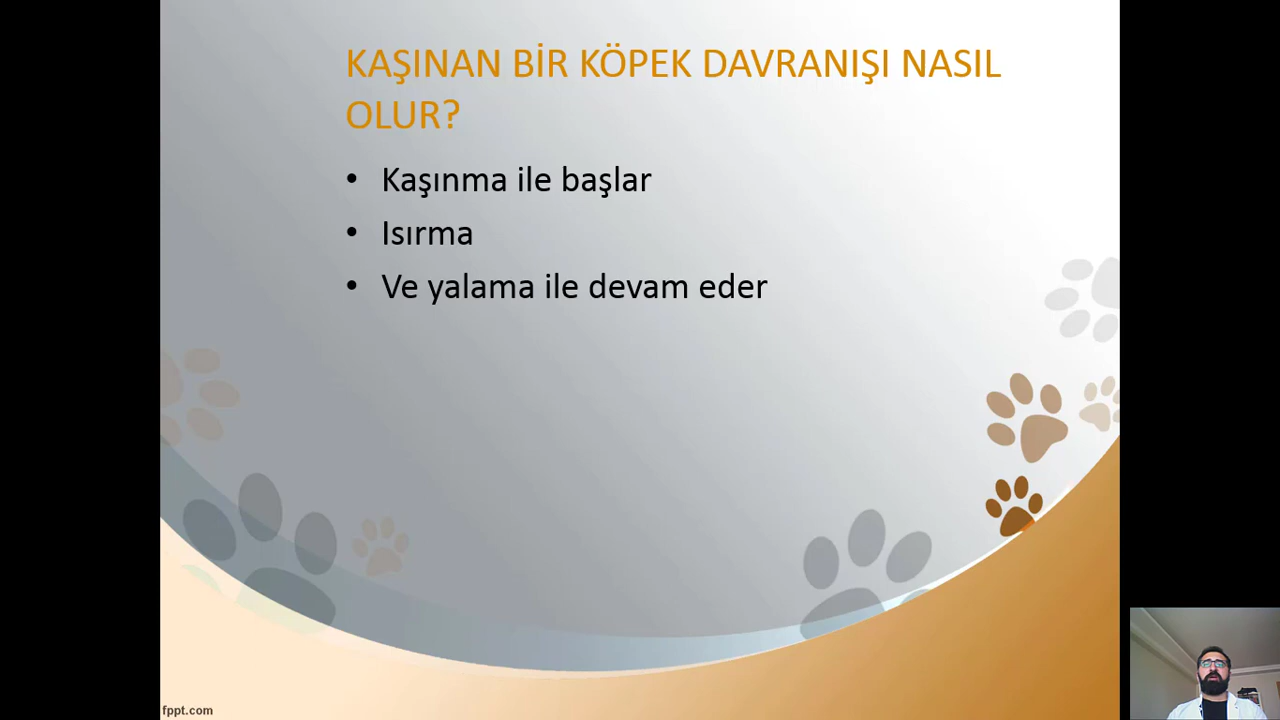 KAŞINAN BİR KÖPEK DAVRANIŞI NASIL
OLUR?
• Kaşınma ile başlar
• Isırma
• Ve yalama ile devam eder
fppt.com